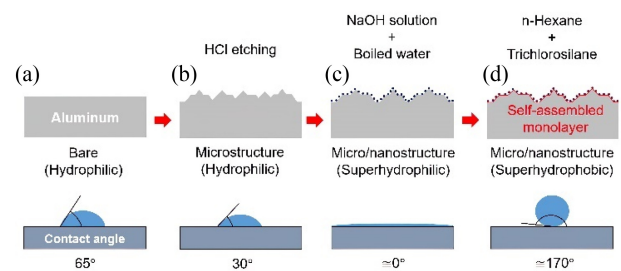 NaOH solution
+
Boiled water
n-Hexane
+
Trichlorosilane
HCl etching
(a)
(b)
(c)
(d)
Aluminum
Self-assembled
monolayer
Bare
(Hydrophilic)
Microstructure
(Hydrophilic)
Micro/nanostructure
(Superhydrophilic)
Micro/nanostructure
(Superhydrophobic)
Contact angle
65°
30°
≅0°
≅170°